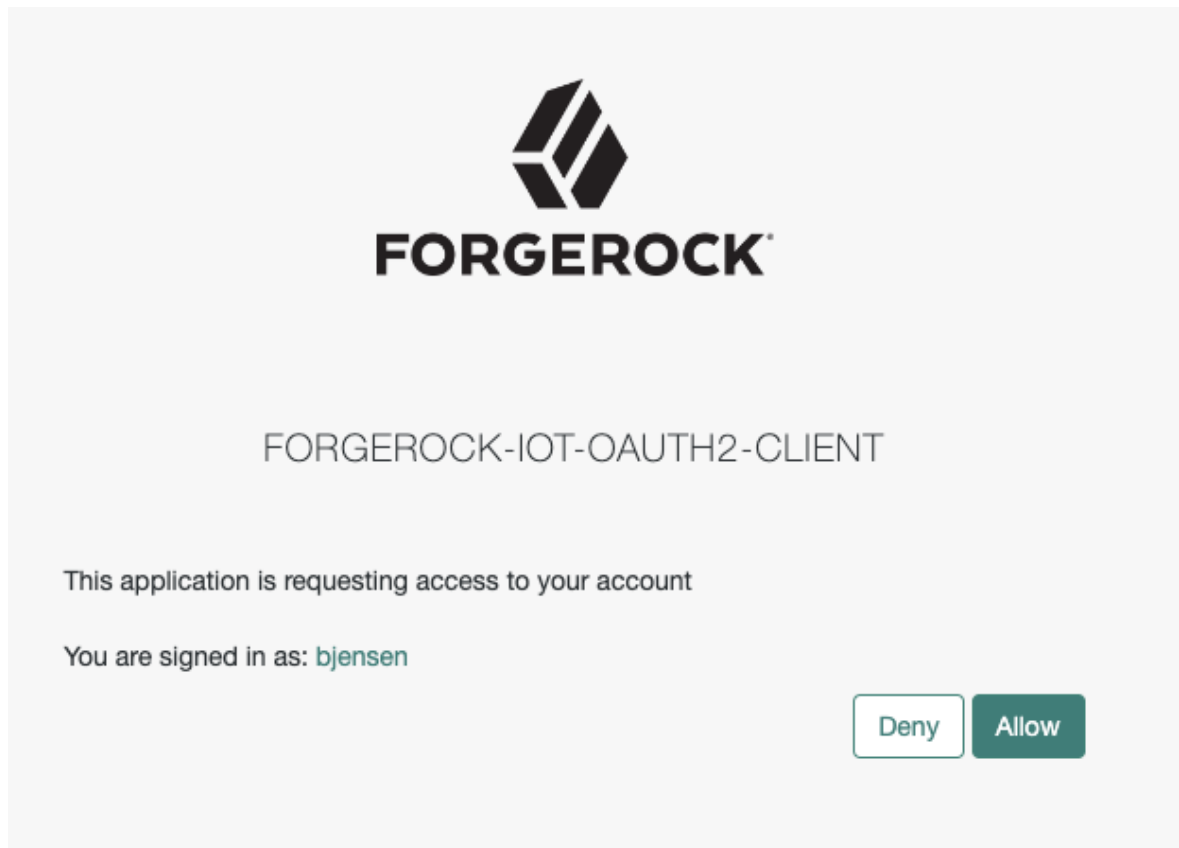 FORGEROCK
FORGEROCK-IOT-OAUTH2-CLIENT
This application is requesting access to your account
You are signed in as: bjensen
Deny Allow